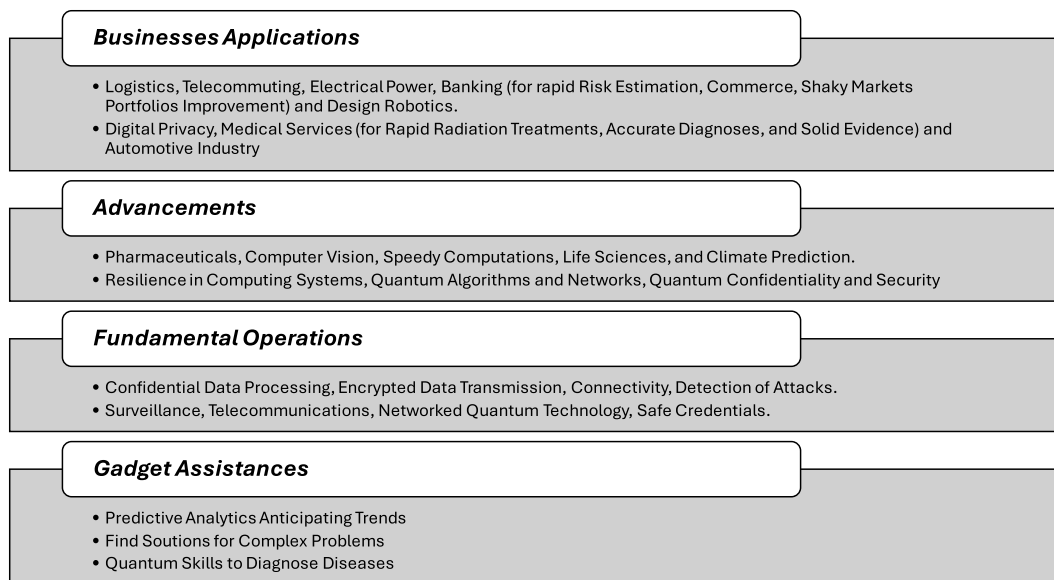 Businesses Applications
• Logistics, Telecommuting, Electrical Power, Banking (for rapid Risk Estimation, Commerce, Shaky Markets
Portfolios Improvement) and Design Robotics.
• Digital Privacy, Medical Services (for Rapid Radiation Treatments, Accurate Diagnoses, and Solid Evidence) and
Automotive Industry
Advancements
• Pharmaceuticals, Computer Vision, Speedy Computations, Life Sciences, and Climate Prediction.
• Resilience in Computing Systems, Quantum Algorithms and Networks, Quantum Confidentiality and Security
Fundamental Operations
• Confidential Data Processing, Encrypted Data Transmission, Connectivity, Detection of Attacks.
• Surveillance, Telecommunications, Networked Quantum Technology, Safe Credentials.
Gadget Assistances
• Predictive Analytics Anticipating Trends
• Find Soutions for Complex Problems
• Quantum Skills to Diagnose Diseases